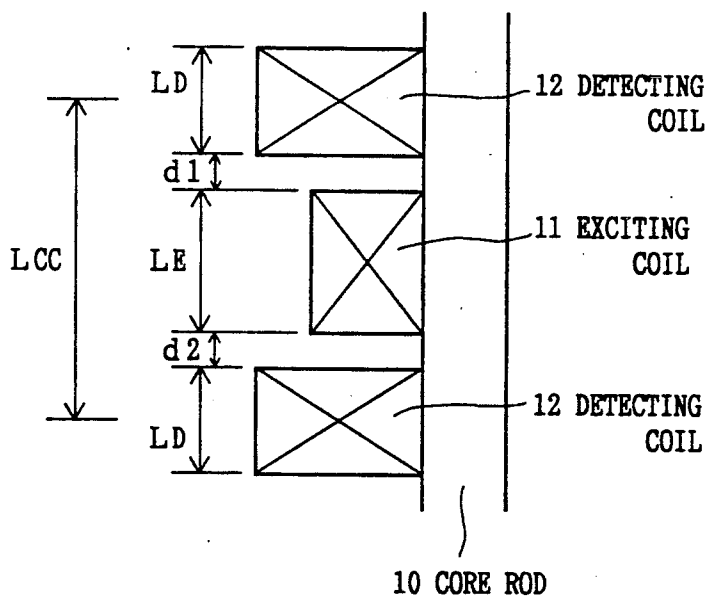 LD
12 DETECTING
COIL
d1
LCC
LE
11 EXCITING
COIL
d2
LD
12 DETECTING
COIL
10 CORE ROD